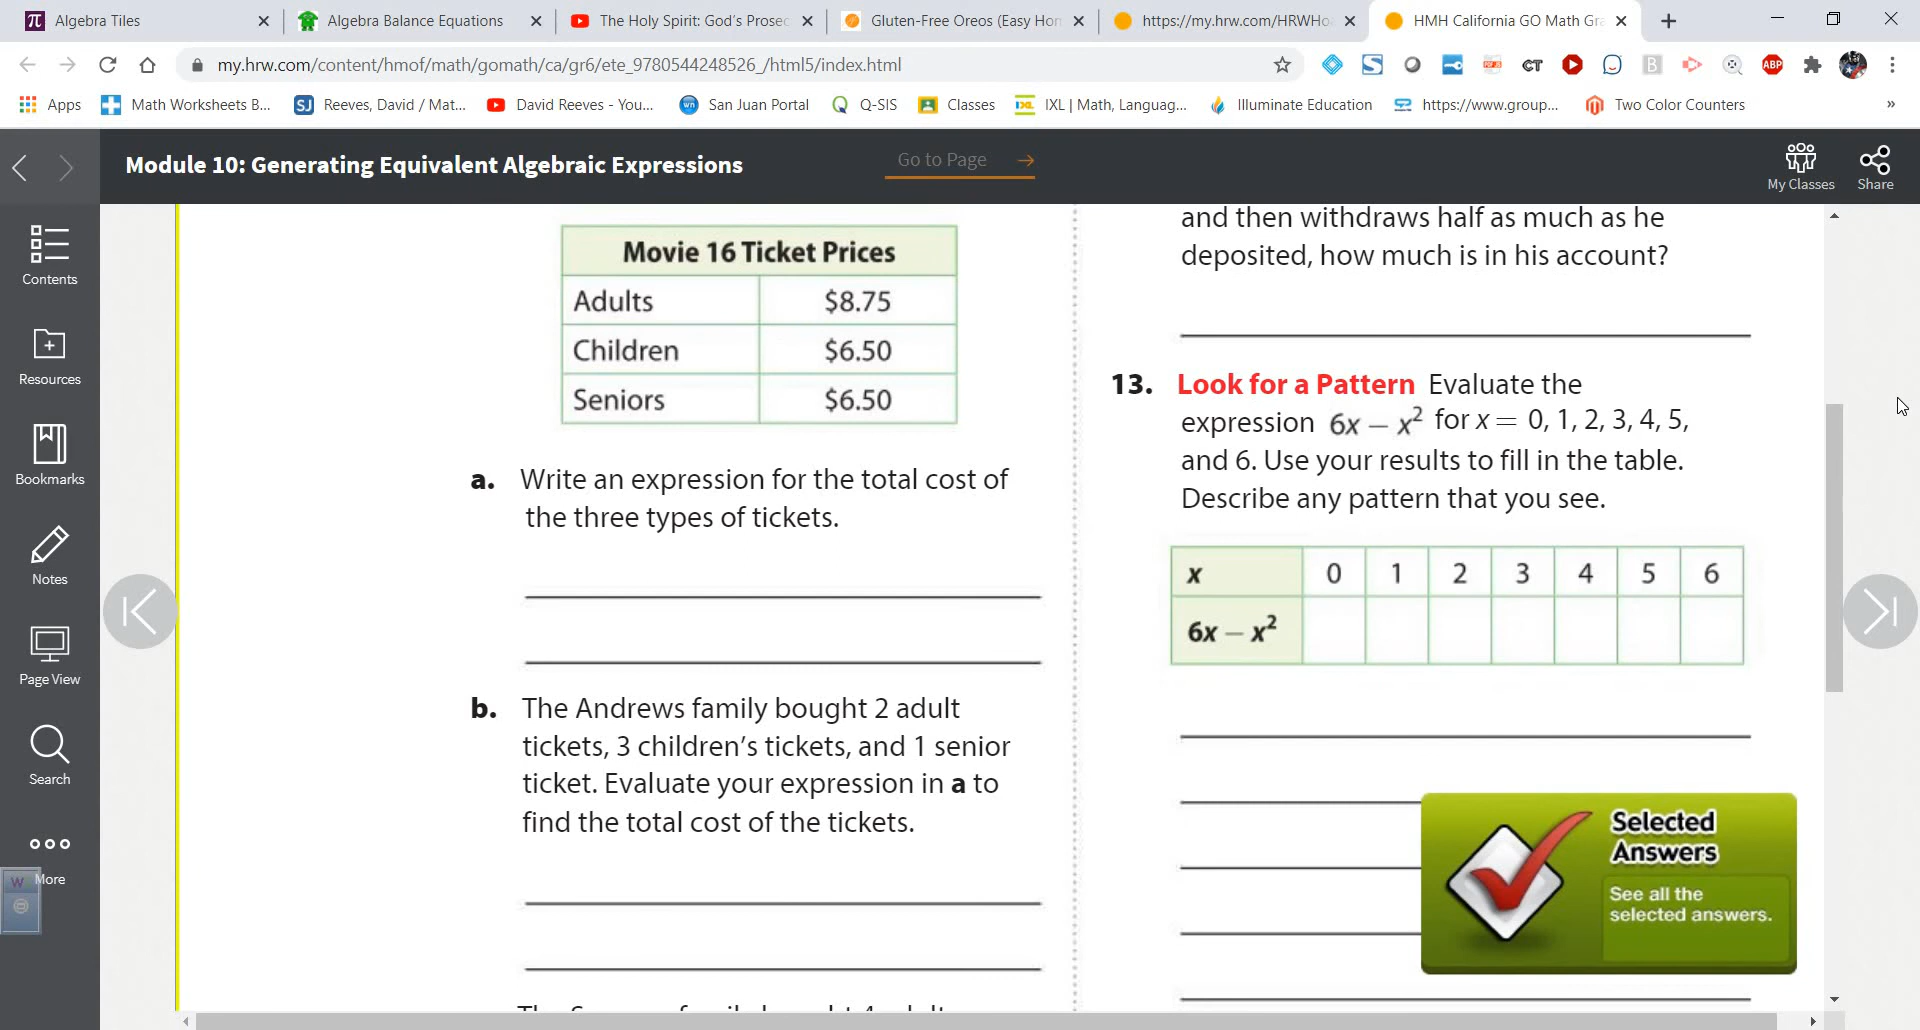 Algebra Tiles
Algebra Balance Equations
The Holy Spirit: God's Prosec
Gluten-Free Oreos (Easy Hom
https://my.hrw.com/HRWHo
HMH California GO Math Gra
my.hrw.com/content/hmof/math/gomath/ca/gr6/ete_9780544248526_/html5/index.html
Apps
Math Worksheets B...
Reeves, David / Mat...
David Reeves - You...
San Juan Portal
Q-SIS
Classes
IXL | Math, Languag...
Illuminate Education
https://www.group...
Two Color Counters
»
Module 10: Generating Equivalent Algebraic Expressions
Go to Page
My Classes
Share
Contents
Resources
Bookmarks
Notes
Page View
Search
More
Movie 16 Ticket Prices
Adults $8.75
Children $6.50
Seniors $6.50
a. Write an expression for the total cost of
the three types of tickets.
b. The Andrews family bought 2 adult
tickets, 3 children's tickets, and 1 senior
ticket. Evaluate your expression in a to
find the total cost of the tickets.
and then withdraws half as much as he
deposited, how much is in his account?
13. Look for a Pattern Evaluate the
expression 6x − x² for x = 0, 1, 2, 3, 4, 5,
and 6. Use your results to fill in the table.
Describe any pattern that you see.
x 0 1 2 3 4 5 6
6x − x²
Selected
Answers
See all the
selected answers.